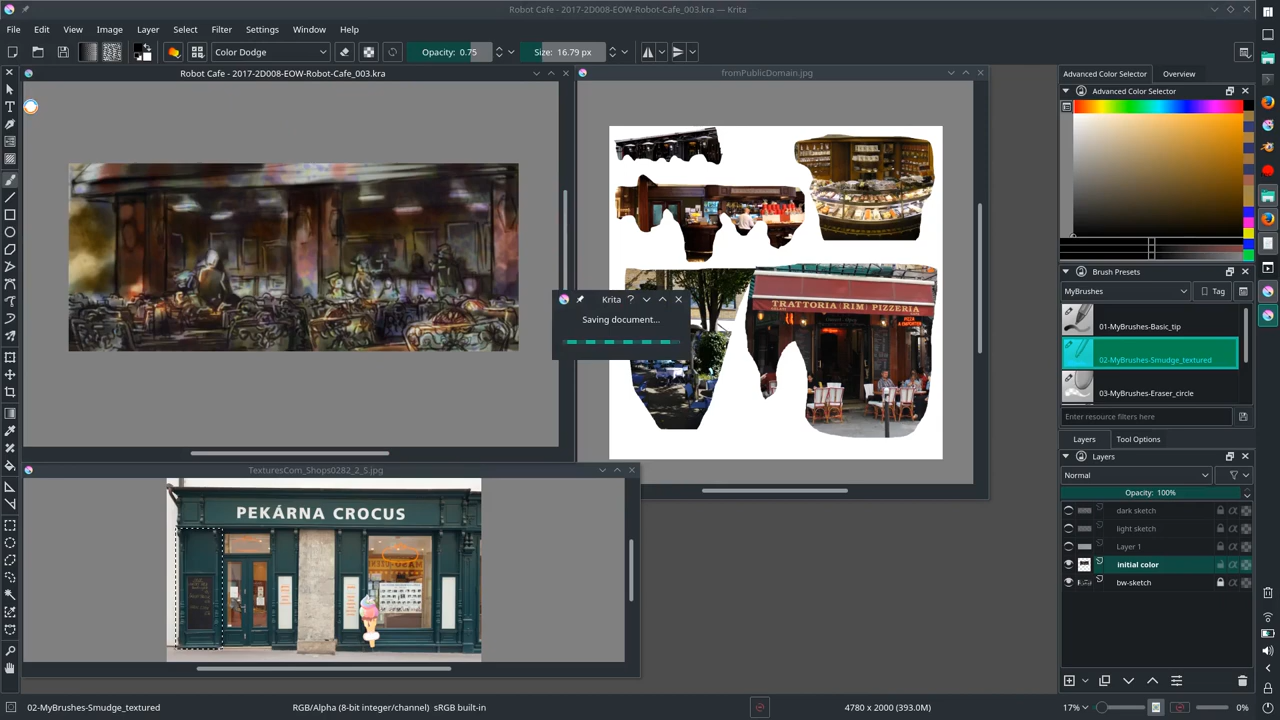 Robot Cafe - 2017-2D008-EOW-Robot-Cafe_003.kra — Krita
File Edit View Image Layer Select Filter Settings Window Help
Color Dodge
Opacity: 0.75
Size: 16.79 px
Robot Cafe - 2017-2D008-EOW-Robot-Cafe_003.kra
fromPublicDomain.jpg
Advanced Color Selector Overview
Advanced Color Selector
TRATTORIA RIM PIZZERIA
Krita
Saving document...
Brush Presets
MyBrushes
Tag
01-MyBrushes-Basic_tip
02-MyBrushes-Smudge_textured
03-MyBrushes-Eraser_circle
Enter resource filters here
Layers Tool Options
Layers
Normal
Opacity: 100%
dark sketch
light sketch
Layer 1
initial color
bw-sketch
TexturesCom_Shops0282_2_S.jpg
PEKÁRNA CROCUS
02-MyBrushes-Smudge_textured
RGB/Alpha (8-bit integer/channel) sRGB built-in
4780 x 2000 (393.0M)
17%
0%